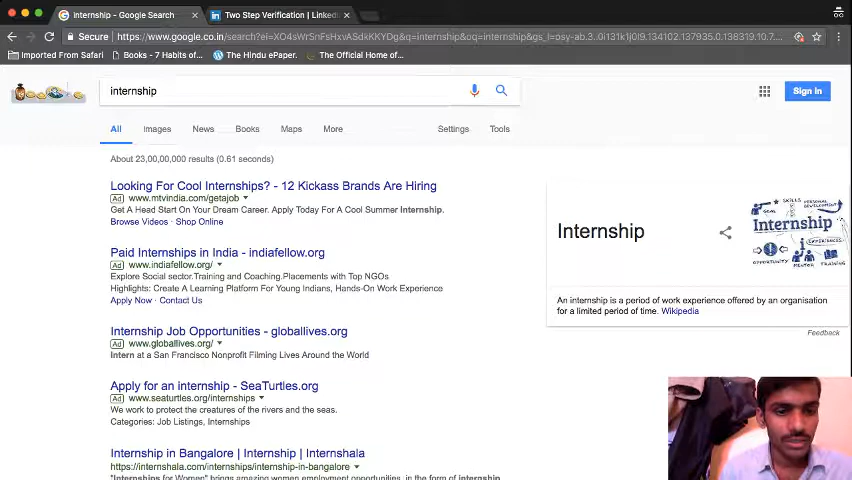 internship - Google Search
Two Step Verification | LinkedI
Secure
https://www.google.co.in/search?ei=XO4sWrSnFsHxvASdkKKYDg&q=internship&oq=internship&gs_l=psy-ab.3..0i131k1j0l9.134102.137935.0.138319.10.7...
Imported From Safari
Books - 7 Habits of...
The Hindu ePaper.
The Official Home of...
internship
Sign in
All Images News Books Maps More Settings Tools
About 23,00,00,000 results (0.61 seconds)
Looking For Cool Internships? - 12 Kickass Brands Are Hiring
Ad www.mtvindia.com/getajob
Get A Head Start On Your Dream Career. Apply Today For A Cool Summer Internship.
Browse Videos · Shop Online
Paid Internships in India - indiafellow.org
Ad www.indiafellow.org/
Explore Social sector.Training and Coaching.Placements with Top NGOs
Highlights: Create A Learning Platform For Young Indians, Hands-On Work Experience
Apply Now · Contact Us
Internship Job Opportunities - globallives.org
Ad www.globallives.org/
Intern at a San Francisco Nonprofit Filming Lives Around the World
Apply for an internship - SeaTurtles.org
Ad www.seaturtles.org/internships
We work to protect the creatures of the rivers and the seas.
Categories: Job Listings, Internships
Internship in Bangalore | Internship | Internshala
https://internshala.com/internships/internship-in-bangalore
"Internships for Women" brings amazing women employment opportunities, in the form of internship
Internship
GOAL
SKILLS
PERSONAL
DEVELOPMENT
Internship
EXPERIENCES
OPPORTUNITY
MENTOR
TRAINING
An internship is a period of work experience offered by an organisation
for a limited period of time. Wikipedia
Feedback